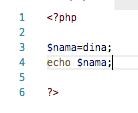 1 <?php
2
3 $nama=dina;
4 echo $nama;
5
6 ?>